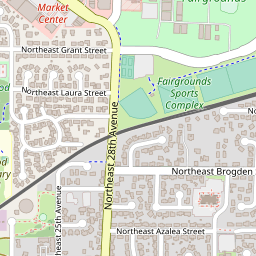 Market
Center
Fairgrounds
Northeast Grant Street
Fairgrounds
Sports
Complex
Northeast Laura Street
No
Northeast 28th Avenue
Northeast Brogden
Northeast 25th Avenue
Northeast Azalea Street